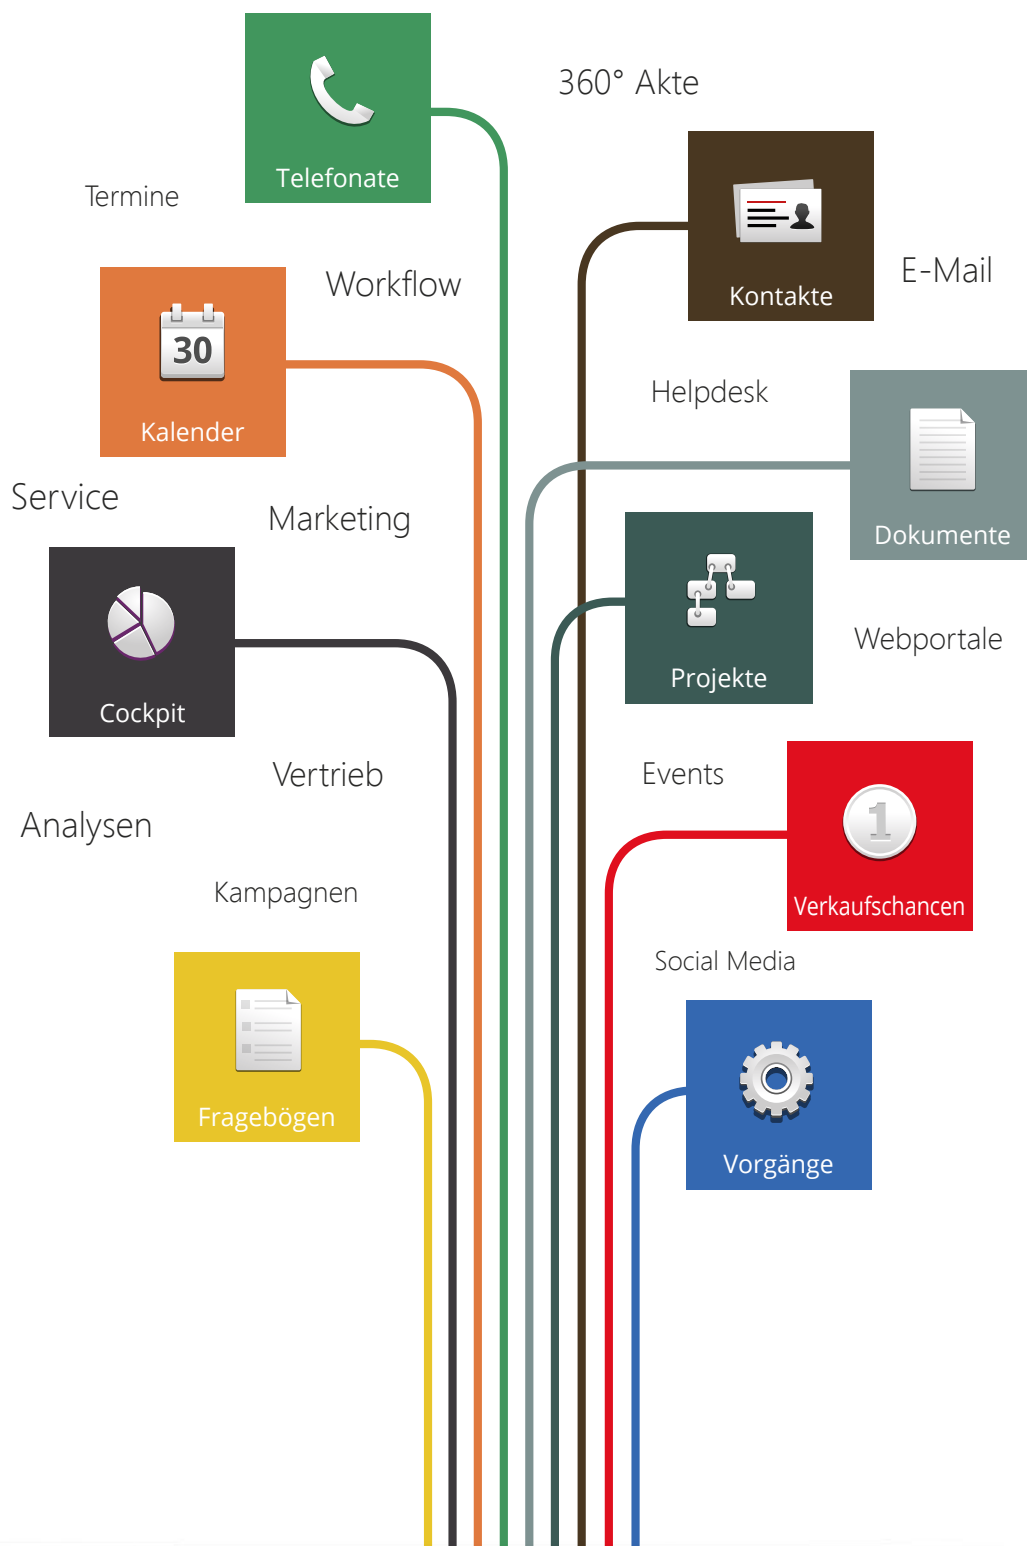 360° Akte
Telefonate
Termine
Workflow
E-Mail
Kontakte
30
Kalender
Helpdesk
Service
Marketing
Dokumente
Webportale
Projekte
Cockpit
Vertrieb
Events
Analysen
1
Kampagnen
Verkaufschancen
Social Media
Fragebögen
Vorgänge